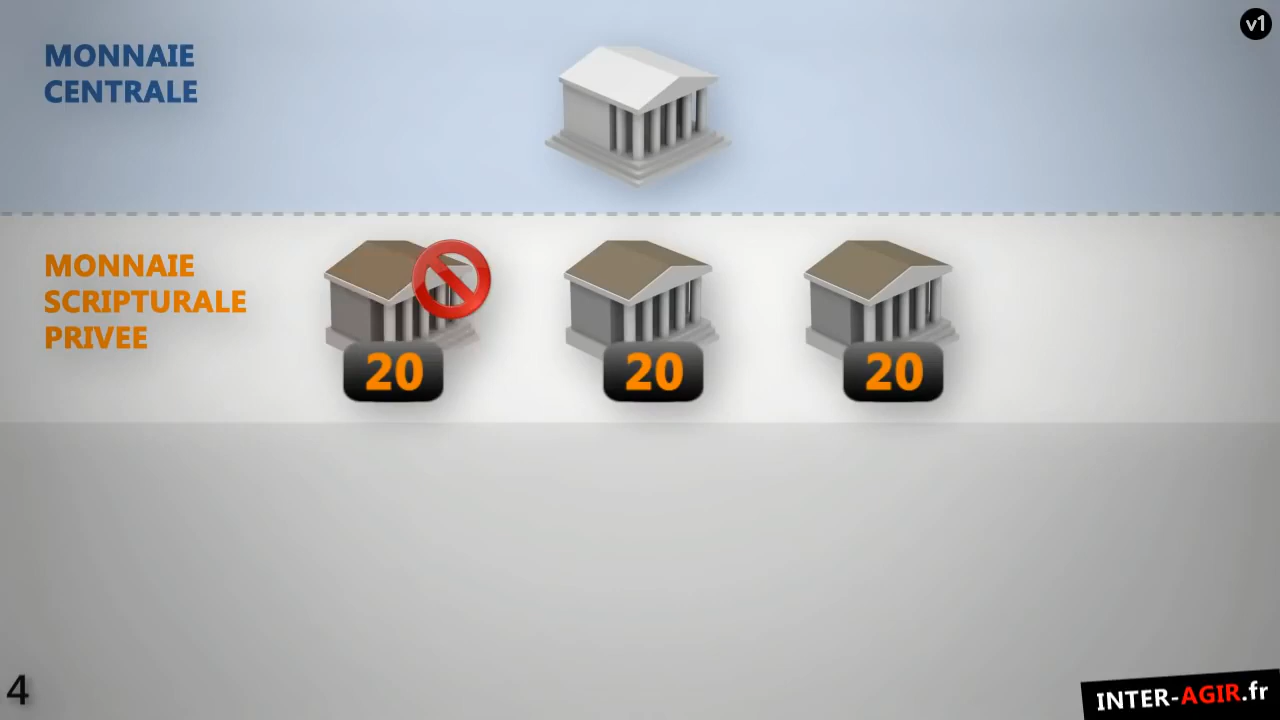 v1
MONNAIE
CENTRALE
MONNAIE
SCRIPTURALE
PRIVEE
20
20
20
4
INTER-AGIR.fr